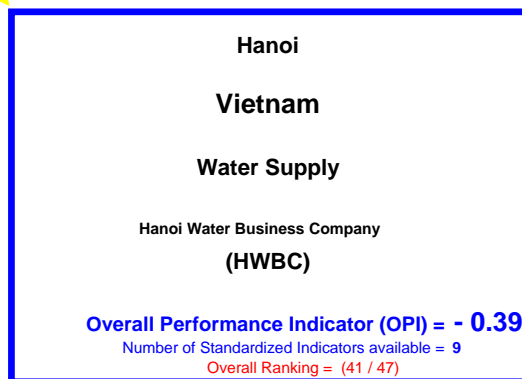 Hanoi
Vietnam
Water Supply
Hanoi Water Business Company
(HWBC)
Overall Performance Indicator (OPI) = - 0.39
Number of Standardized Indicators available = 9
Overall Ranking = (41 / 47)